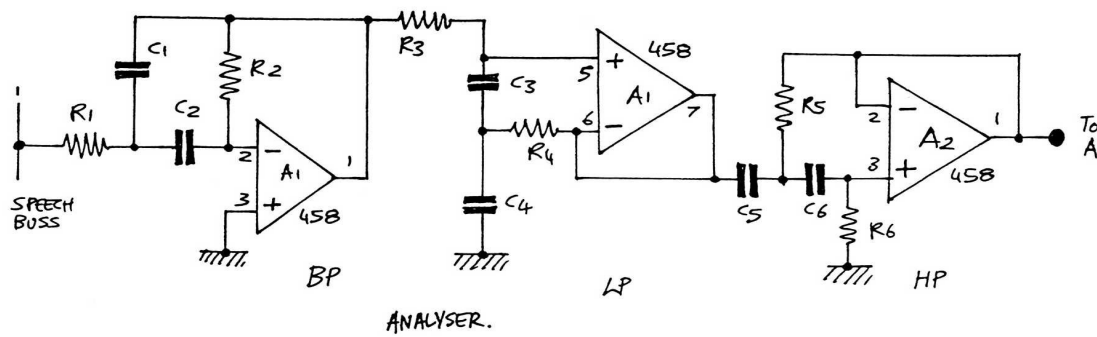 C1
R2
R1
C2
2
3
-
+
A1
1
458
SPEECH
BUSS
BP
R3
C3
C4
R4
5
6
+
-
A1
458
7
LP
C5
C6
R5
R6
2
3
-
+
A2
1
458
HP
To
A
ANALYSER.